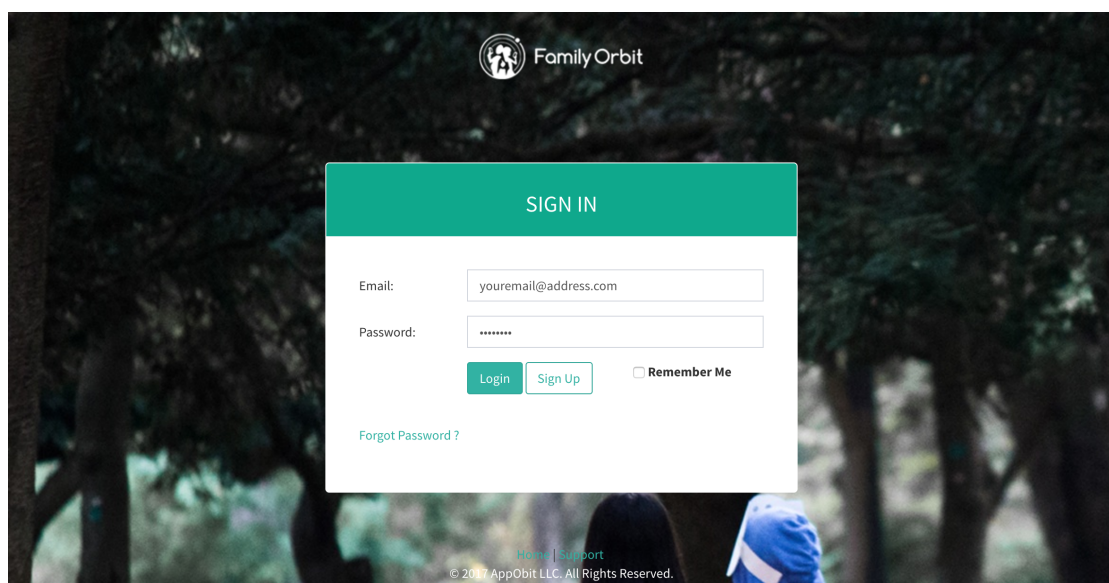 Family Orbit
SIGN IN
Email: youremail@address.com
Password: ••••••••
Login Sign Up Remember Me
Forgot Password ?
Home | Support
© 2017 AppObit LLC. All Rights Reserved.